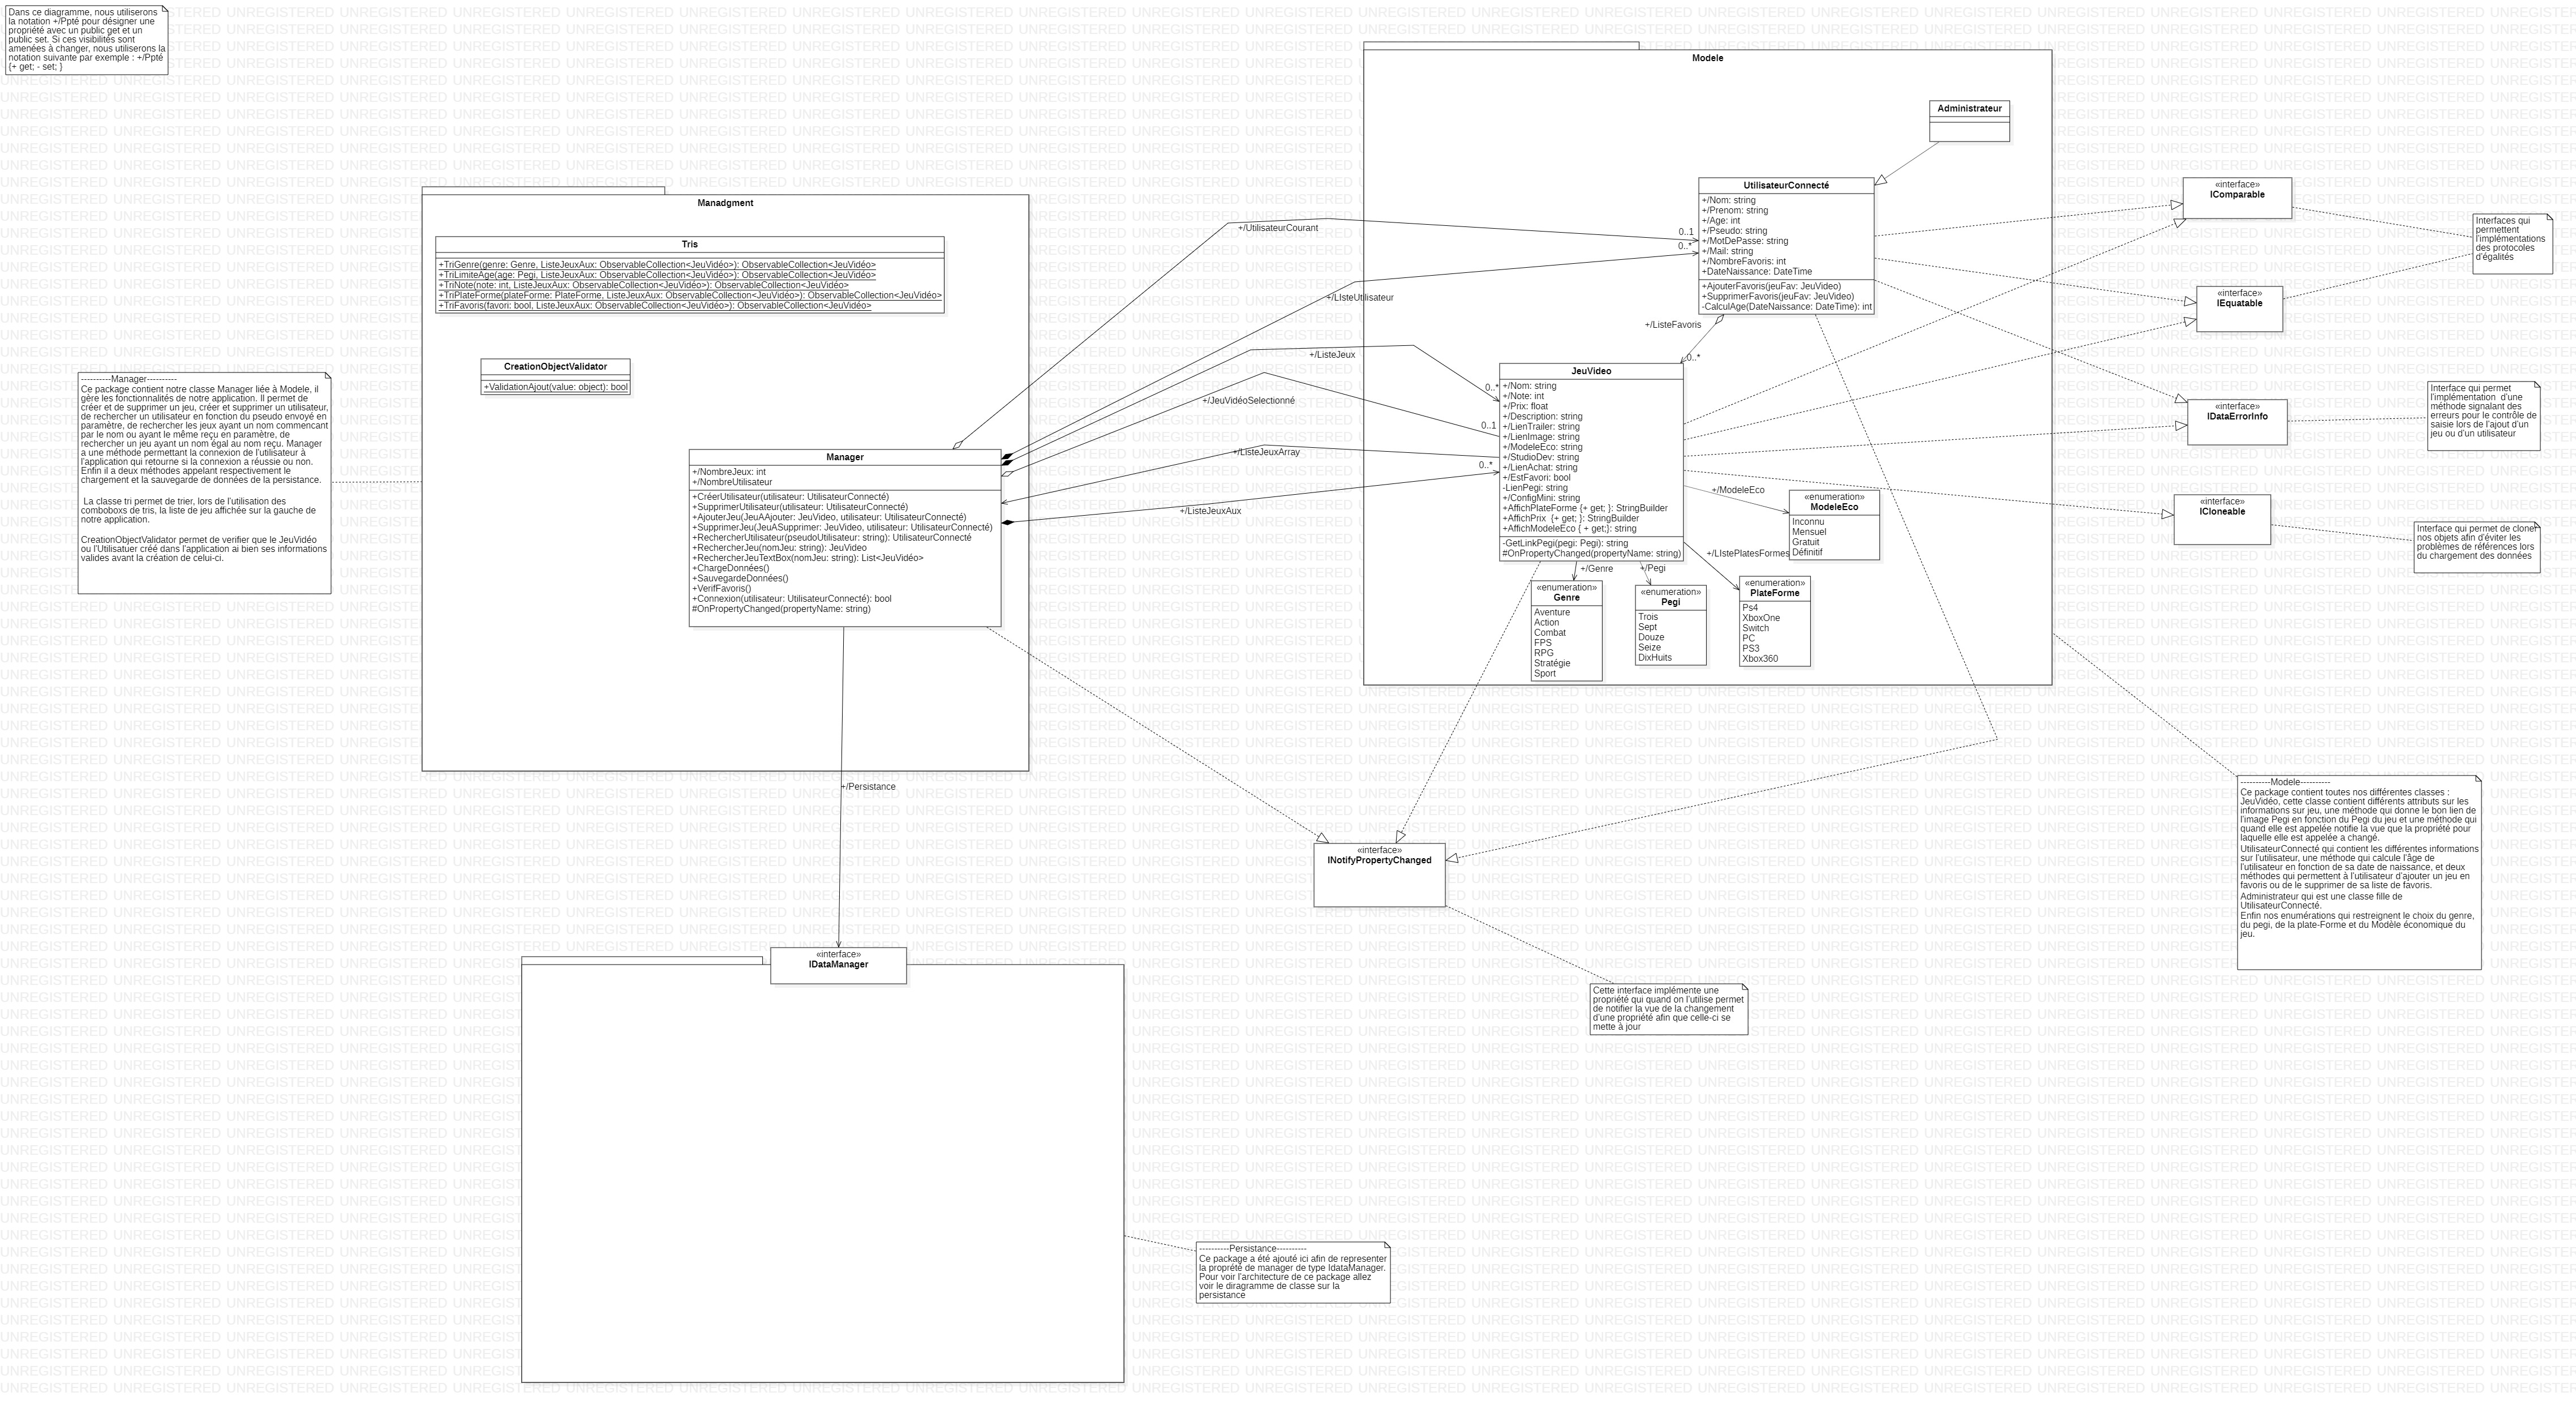 Dans ce diagramme, nous utiliserons
la notation +/Ppté pour désigner une
propriété avec un public get et un
public set. Si ces visibilités sont
amenées à changer, nous utiliserons la
notation suivante par exemple : +/Ppté
{+ get; - set; }
Manadgment
Tris
+TriGenre(genre: Genre, ListeJeuxAux: ObservableCollection<JeuVidéo>): ObservableCollection<JeuVidéo>
+TriLimiteAge(age: Pegi, ListeJeuxAux: ObservableCollection<JeuVidéo>): ObservableCollection<JeuVidéo>
+TriNote(note: int, ListeJeuxAux: ObservableCollection<JeuVidéo>): ObservableCollection<JeuVidéo>
+TriPlateForme(plateForme: PlateForme, ListeJeuxAux: ObservableCollection<JeuVidéo>): ObservableCollection<JeuVidéo>
+TriFavoris(favori: bool, ListeJeuxAux: ObservableCollection<JeuVidéo>): ObservableCollection<JeuVidéo>
CreationObjectValidator
+ValidationAjout(value: object): bool
----------Manager----------
Ce package contient notre classe Manager liée à Modele, il
gère les fonctionnalités de notre application. Il permet de
créer et de supprimer un jeu, créer et supprimer un utilisateur,
de rechercher un utilisateur en fonction du pseudo envoyé en
paramètre, de rechercher les jeux ayant un nom commencant
par le nom ou ayant le même reçu en paramètre, de
rechercher un jeu ayant un nom égal au nom reçu. Manager
a une méthode permettant la connexion de l'utilisateur à
l'application qui retourne si la connexion a réussie ou non.
Enfin il a deux méthodes appelant respectivement le
chargement et la sauvegarde de données de la persistance.
La classe tri permet de trier, lors de l'utilisation des
comboboxs de tris, la liste de jeu affichée sur la gauche de
notre application.
CreationObjectValidator permet de verifier que le JeuVidéo
ou l'Utilisatuer créé dans l'application ai bien ses informations
valides avant la création de celui-ci.
Manager
+/NombreJeux: int
+/NombreUtilisateur
+CréerUtilisateur(utilisateur: UtilisateurConnecté)
+SupprimerUtilisateur(utilisateur: UtilisateurConnecté)
+AjouterJeu(JeuAAjouter: JeuVideo, utilisateur: UtilisateurConnecté)
+SupprimerJeu(JeuASupprimer: JeuVideo, utilisateur: UtilisateurConnecté)
+RechercherUtilisateur(pseudoUtilisateur: string): UtilisateurConnecté
+RechercherJeu(nomJeu: string): JeuVideo
+RechercherJeuTextBox(nomJeu: string): List<JeuVidéo>
+ChargeDonnées()
+SauvegardeDonnées()
+VerifFavoris()
+Connexion(utilisateur: UtilisateurConnecté): bool
#OnPropertyChanged(propertyName: string)
+/UtilisateurCourant
0..1
+/LIsteUtilisateur
0..*
+/ListeJeux
0..*
+/JeuVidéoSelectionné
0..1
+/ListeJeuxArray
+/ListeJeuxAux
0..*
+/Persistance
Modele
Administrateur
UtilisateurConnecté
+/Nom: string
+/Prenom: string
+/Age: int
+/Pseudo: string
+/MotDePasse: string
+/Mail: string
+/NombreFavoris: int
+DateNaissance: DateTime
+AjouterFavoris(jeuFav: JeuVideo)
+SupprimerFavoris(jeuFav: JeuVideo)
-CalculAge(DateNaissance: DateTime): int
+/ListeFavoris
0..*
JeuVideo
+/Nom: string
+/Note: int
+/Prix: float
+/Description: string
+/LienTrailer: string
+/LienImage: string
+/ModeleEco: string
+/StudioDev: string
+/LienAchat: string
+/EstFavori: bool
-LienPegi: string
+/ConfigMini: string
+AffichPlateForme {+ get; }: StringBuilder
+AffichPrix {+ get; }: StringBuilder
+AffichModeleEco { + get;}: string
-GetLinkPegi(pegi: Pegi): string
#OnPropertyChanged(propertyName: string)
+/ModeleEco
«enumeration»
ModeleEco
Inconnu
Mensuel
Gratuit
Définitif
+/Genre
+/Pegi
+/LIstePlatesFormes
«enumeration»
Genre
Aventure
Action
Combat
FPS
RPG
Stratégie
Sport
«enumeration»
Pegi
Trois
Sept
Douze
Seize
DixHuits
«enumeration»
PlateForme
Ps4
XboxOne
Switch
PC
PS3
Xbox360
«interface»
IComparable
«interface»
IEquatable
Interfaces qui
permettent
l'implémentations
des protocoles
d'égalités
«interface»
IDataErrorInfo
Interface qui permet
l'implémentation d'une
méthode signalant des
erreurs pour le contrôle de
saisie lors de l'ajout d'un
jeu ou d'un utilisateur
«interface»
ICloneable
Interface qui permet de cloner
nos objets afin d'éviter les
problèmes de références lors
du chargement des données
----------Modele----------
Ce package contient toutes nos différentes classes :
JeuVidéo, cette classe contient différents attributs sur les
informations sur jeu, une méthode qui donne le bon lien de
l'image Pegi en fonction du Pegi du jeu et une méthode qui
quand elle est appelée notifie la vue que la propriété pour
laquelle elle est appelée a changé.
UtilisateurConnecté qui contient les différentes informations
sur l'utilisateur, une méthode qui calcule l'âge de
l'utilisateur en fonction de sa date de naissance, et deux
méthodes qui permettent à l'utilisateur d'ajouter un jeu en
favoris ou de le supprimer de sa liste de favoris.
Administrateur qui est une classe fille de
UtilisateurConnecté.
Enfin nos enumérations qui restreignent le choix du genre,
du pegi, de la plate-Forme et du Modèle économique du
jeu.
«interface»
INotifyPropertyChanged
Cette interface implémente une
propriété qui quand on l'utilise permet
de notifier la vue de la changement
d'une propriété afin que celle-ci se
mette à jour
«interface»
IDataManager
----------Persistance----------
Ce package a été ajouté ici afin de representer
la proprété de manager de type IdataManager.
Pour voir l'architecture de ce package allez
voir le diragramme de classe sur la
persistance